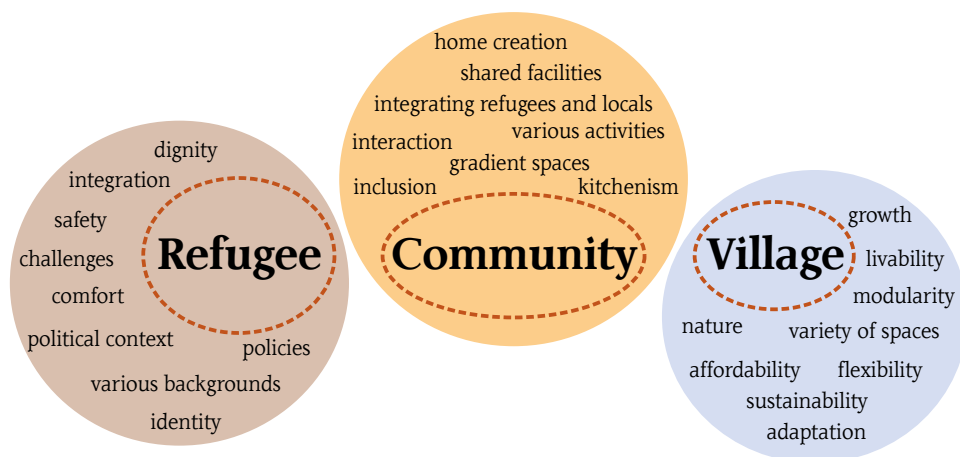 dignity
integration
safety
challenges
comfort
political context
policies
various backgrounds
identity
Refugee
home creation
shared facilities
integrating refugees and locals
various activities
interaction
gradient spaces
inclusion
kitchenism
Community
Village
growth
livability
modularity
nature
variety of spaces
affordability
flexibility
sustainability
adaptation